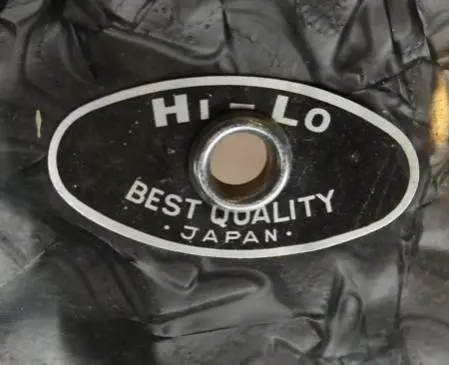 Hi-Lo
BEST QUALITY
· JAPAN ·